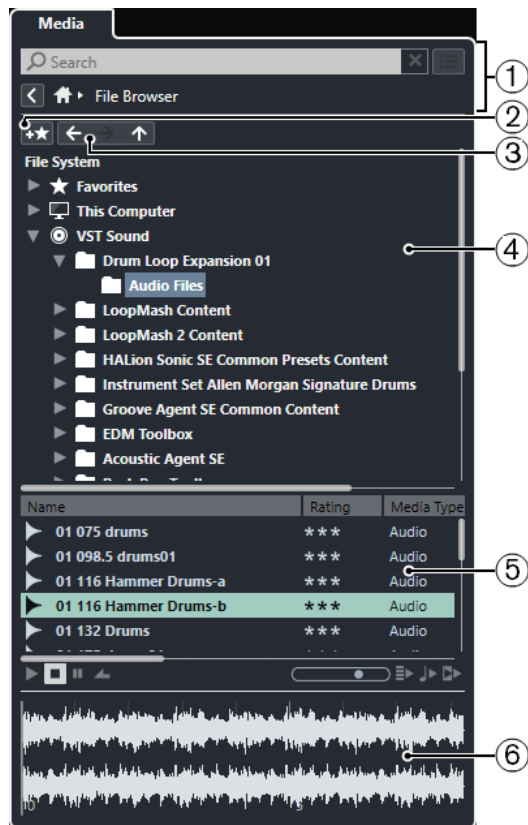 Media
Search
1
File Browser
2
3
File System
Favorites
This Computer
VST Sound
4
Drum Loop Expansion 01
Audio Files
LoopMash Content
LoopMash 2 Content
HALion Sonic SE Common Presets Content
Instrument Set Allen Morgan Signature Drums
Groove Agent SE Common Content
EDM Toolbox
Acoustic Agent SE
Name Rating Media Type
01 075 drums *** Audio
01 098.5 drums01 *** Audio
01 116 Hammer Drums-a *** Audio
5
01 116 Hammer Drums-b *** Audio
01 132 Drums *** Audio
6
0